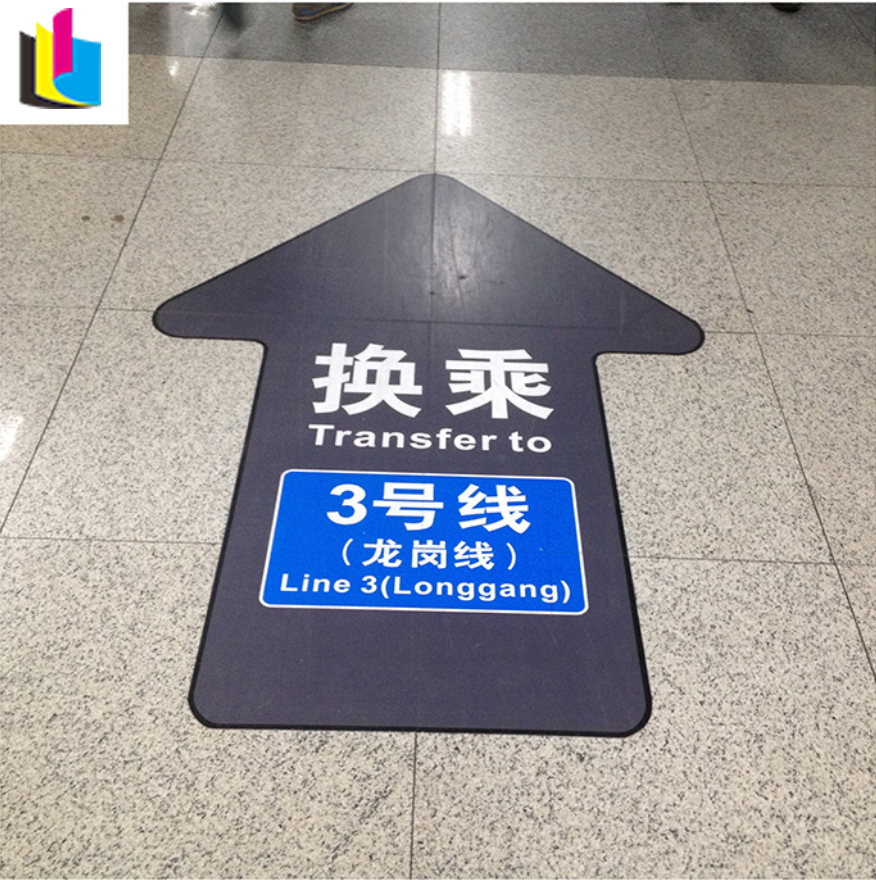 换乘
Transfer to
3号线
（龙岗线）
Line 3(Longgang)